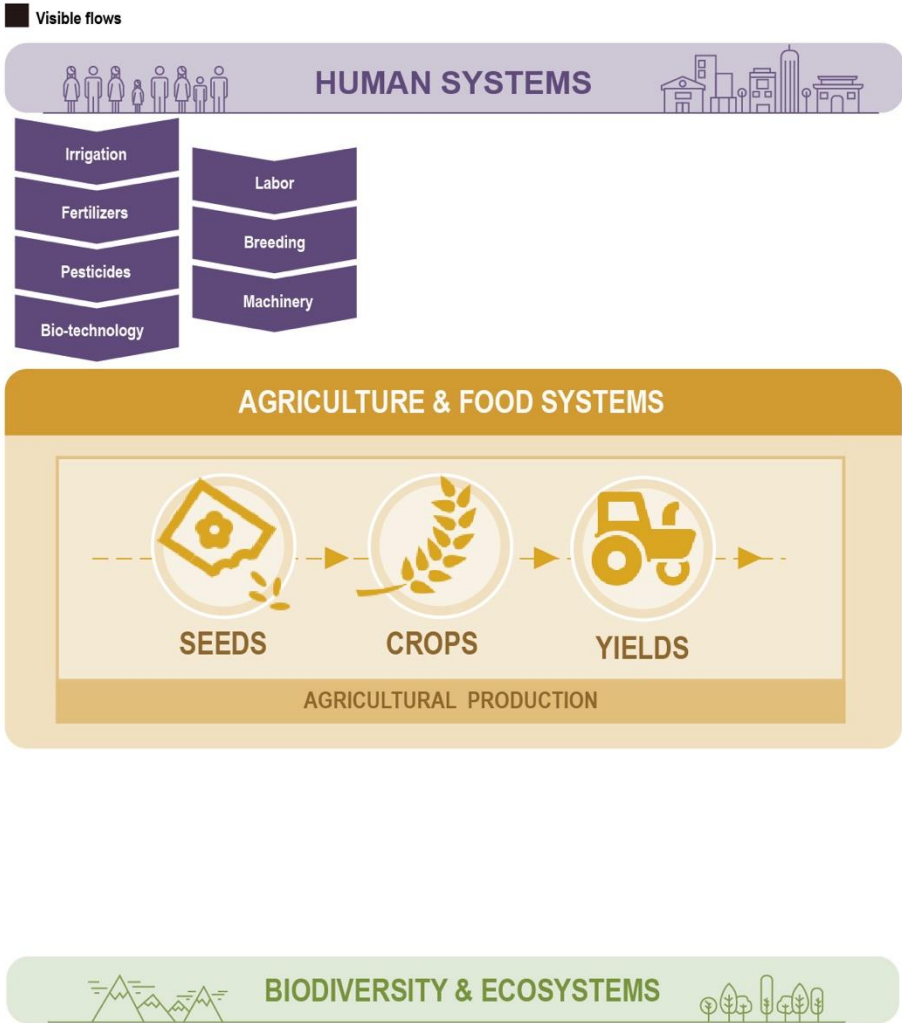 Visible flows
HUMAN SYSTEMS
Irrigation
Fertilizers
Pesticides
Bio-technology
Labor
Breeding
Machinery
AGRICULTURE & FOOD SYSTEMS
SEEDS
CROPS
YIELDS
AGRICULTURAL PRODUCTION
BIODIVERSITY & ECOSYSTEMS